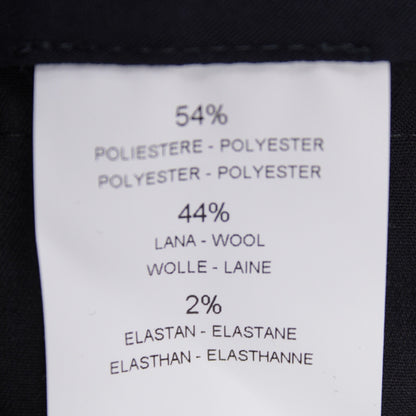 54%
POLIESTERE - POLYESTER
POLYESTER - POLYESTER
44%
LANA - WOOL
WOLLE - LAINE
2%
ELASTAN - ELASTANE
ELASTHAN - ELASTHANNE